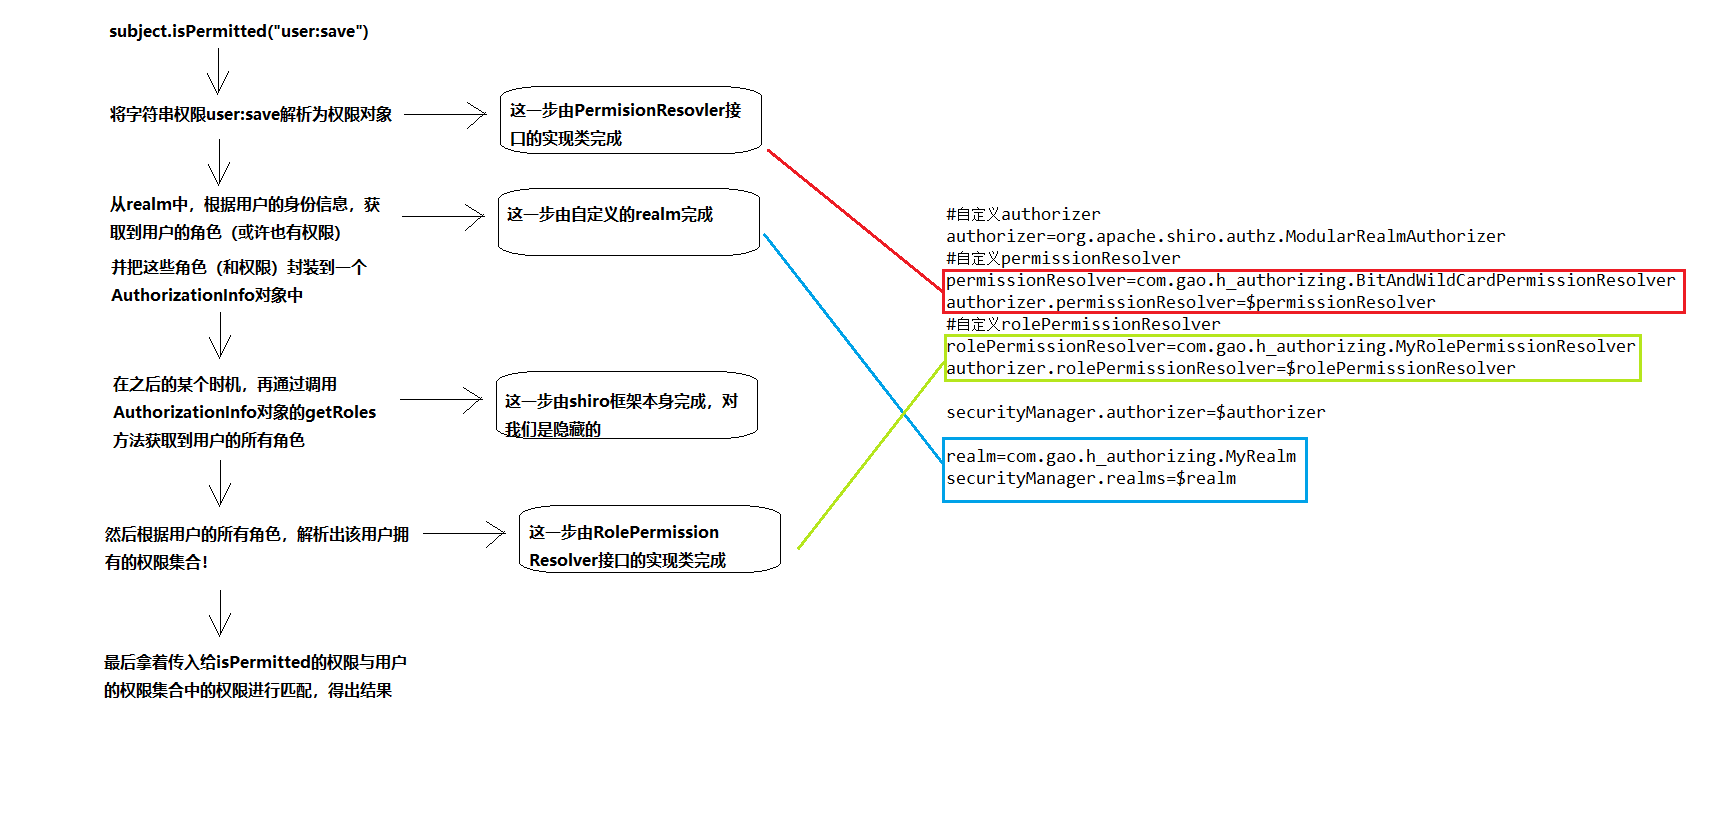 subject.isPermitted("user:save")
将字符串权限user:save解析为权限对象
这一步由PermisionResovler接
口的实现类完成
从realm中，根据用户的身份信息，获
取到用户的角色（或许也有权限）
并把这些角色（和权限）封装到一个
AuthorizationInfo对象中
这一步由自定义的realm完成
在之后的某个时机，再通过调用
AuthorizationInfo对象的getRoles
方法获取到用户的所有角色
这一步由shiro框架本身完成，对
我们是隐藏的
然后根据用户的所有角色，解析出该用户拥
有的权限集合！
这一步由RolePermission
Resolver接口的实现类完成
最后拿着传入给isPermitted的权限与用户
的权限集合中的权限进行匹配，得出结果
#自定义authorizer
authorizer=org.apache.shiro.authz.ModularRealmAuthorizer
#自定义permissionResolver
permissionResolver=com.gao.h_authorizing.BitAndWildCardPermissionResolver
authorizer.permissionResolver=$permissionResolver
#自定义rolePermissionResolver
rolePermissionResolver=com.gao.h_authorizing.MyRolePermissionResolver
authorizer.rolePermissionResolver=$rolePermissionResolver
securityManager.authorizer=$authorizer
realm=com.gao.h_authorizing.MyRealm
securityManager.realms=$realm